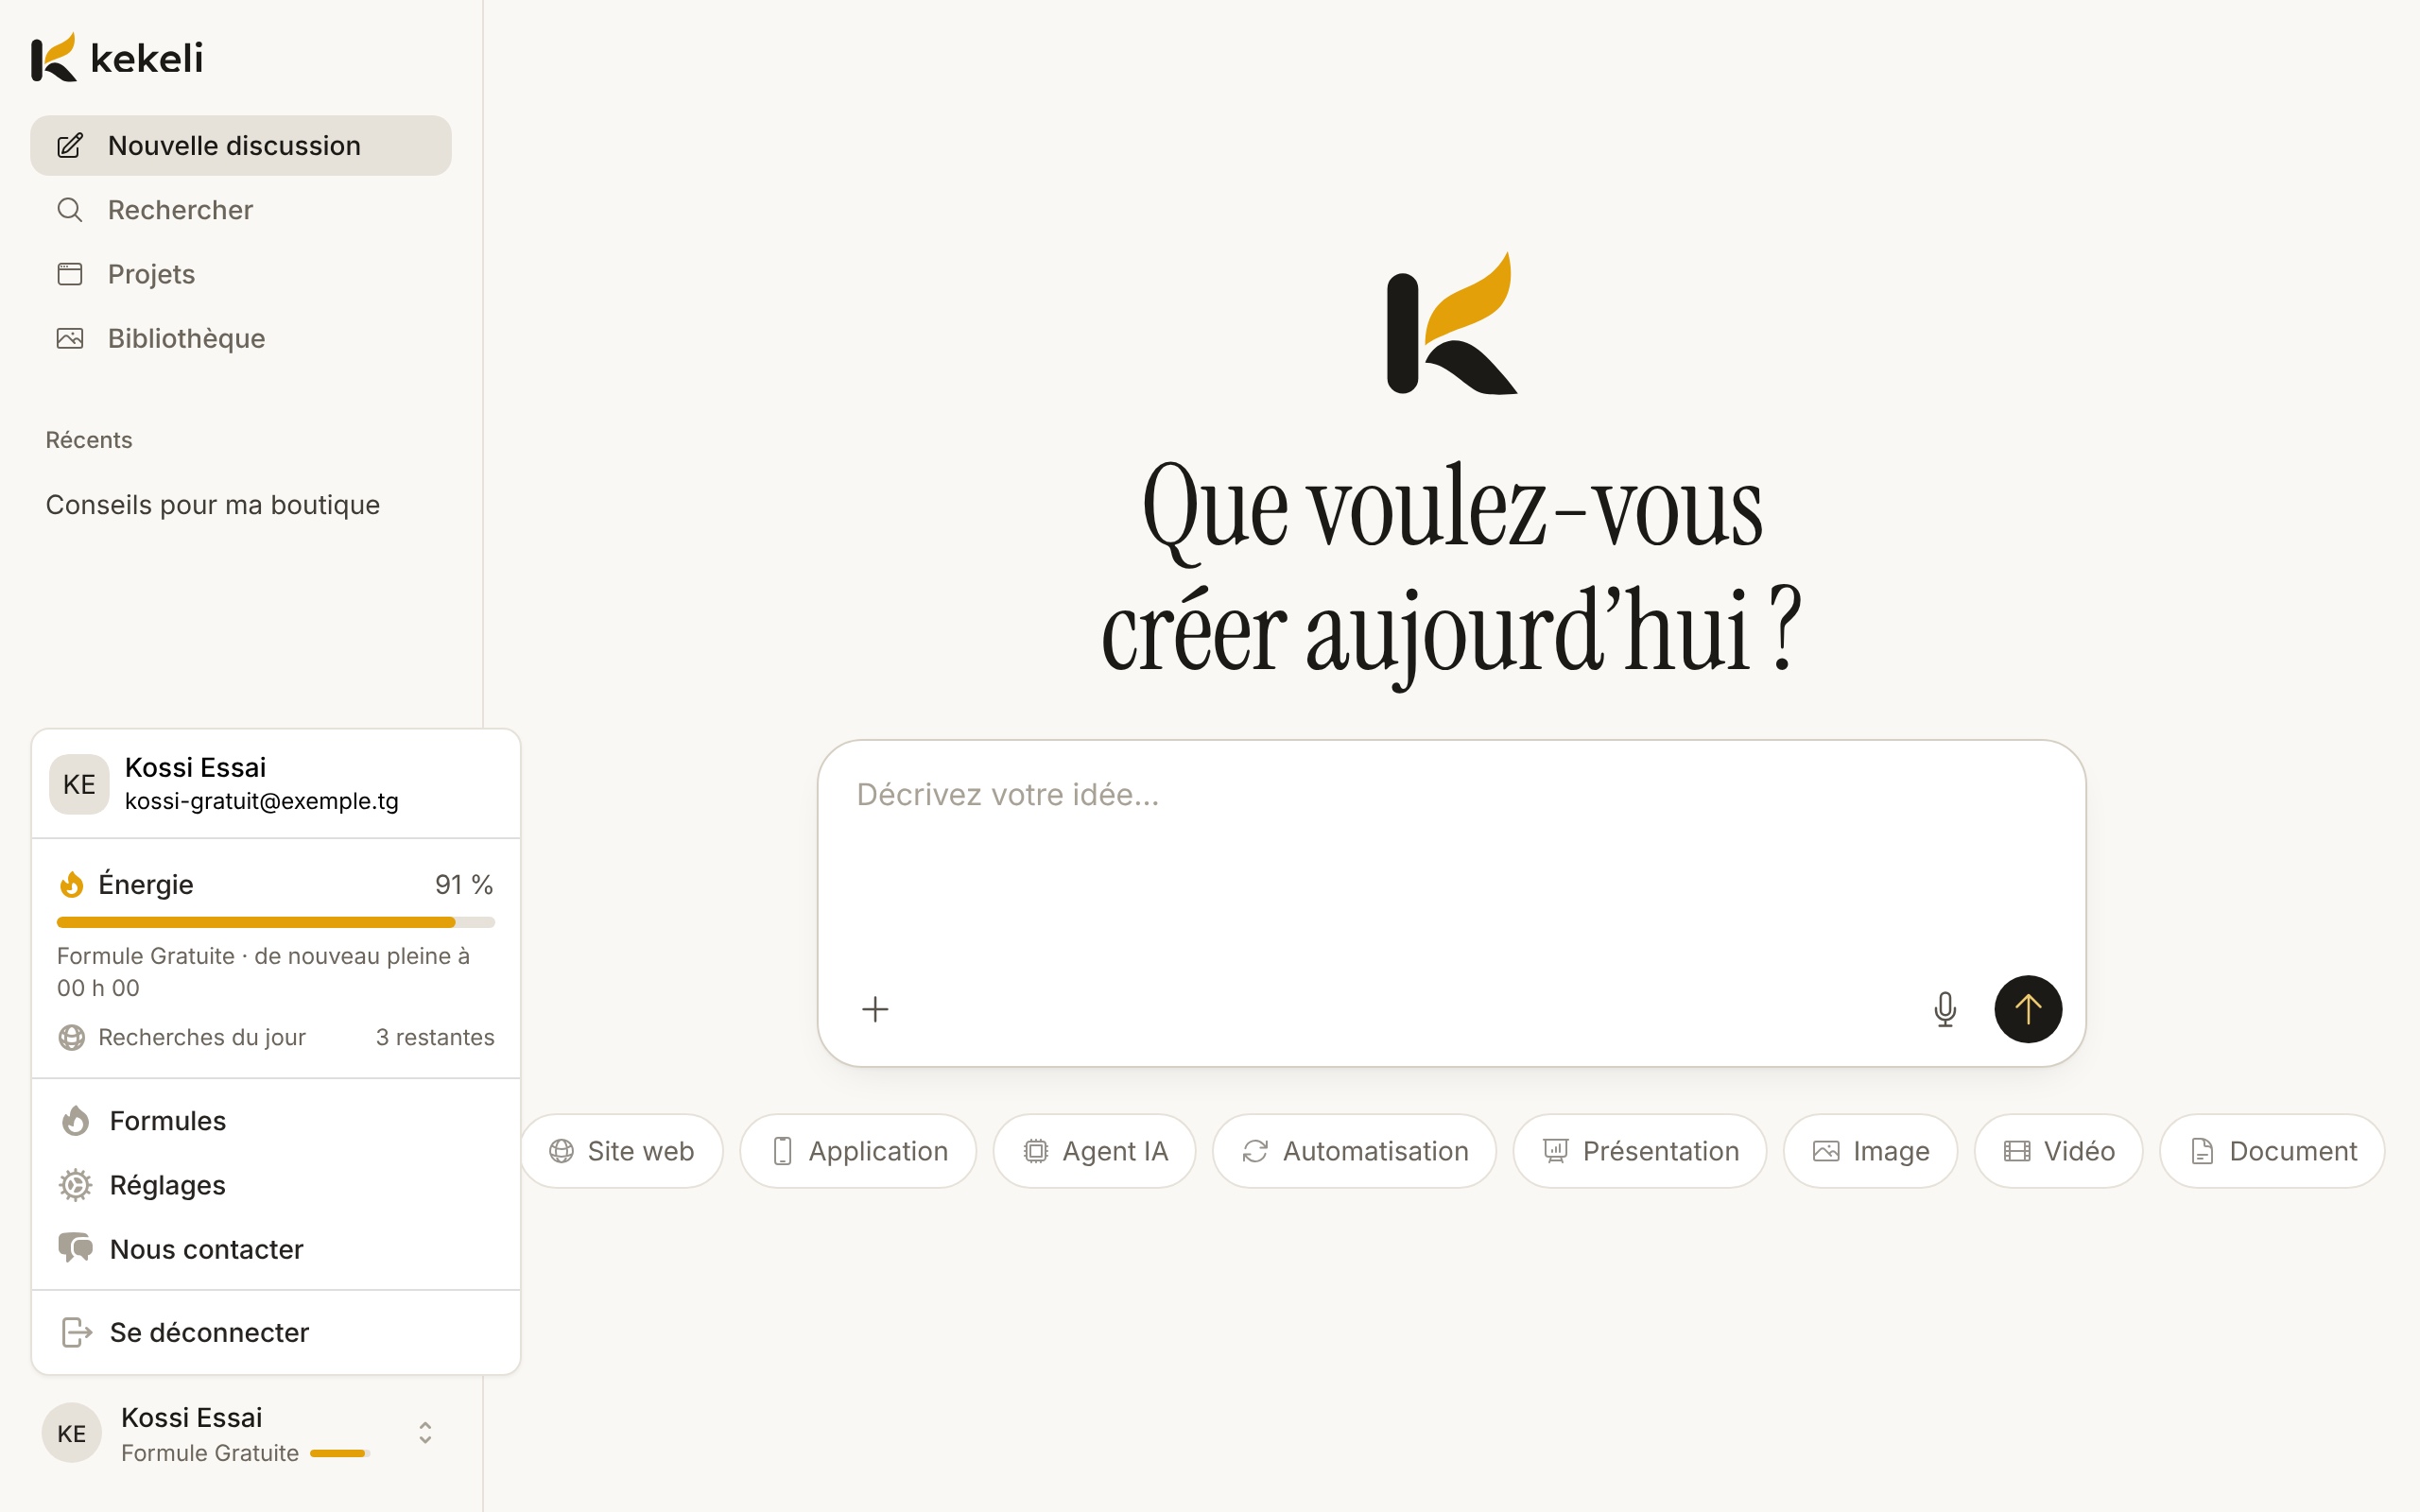 kekeli
Nouvelle discussion
Rechercher
Projets
Bibliothèque
Récents
Conseils pour ma boutique
KE
Kossi Essai
kossi-gratuit@exemple.tg
Énergie 91 %
Formule Gratuite · de nouveau pleine à
00 h 00
Recherches du jour 3 restantes
Formules
Réglages
Nous contacter
Se déconnecter
KE
Kossi Essai
Formule Gratuite
Que voulez-vous
créer aujourd’hui ?
Décrivez votre idée...
Site web Application Agent IA Automatisation Présentation Image Vidéo Document